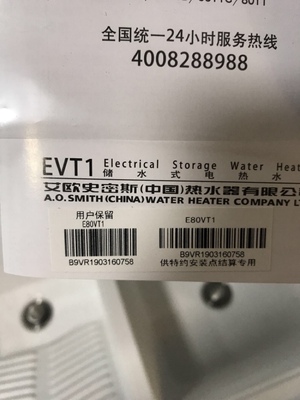 全国统一24小时服务热线
4008288988
EVT1 Electrical Storage Water Heat
储水式电热水
艾欧史密斯(中国)热水器有限公
A.O.SMITH(CHINA)WATER HEATER COMPANY L
用户保留
E80VT1
E80VT1
B9VR1903160758
B9VR1903160758
供特约安装点结算专用